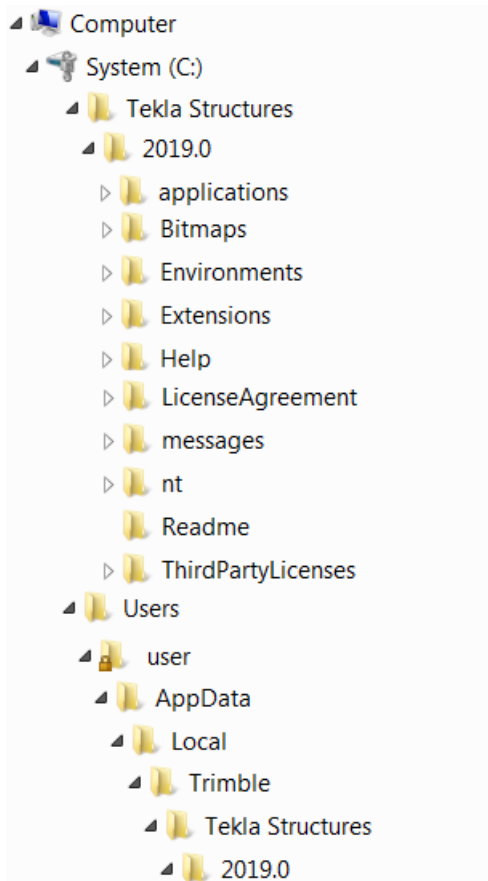 Computer
System (C:)
Tekla Structures
2019.0
applications
Bitmaps
Environments
Extensions
Help
LicenseAgreement
messages
nt
Readme
ThirdPartyLicenses
Users
user
AppData
Local
Trimble
Tekla Structures
2019.0